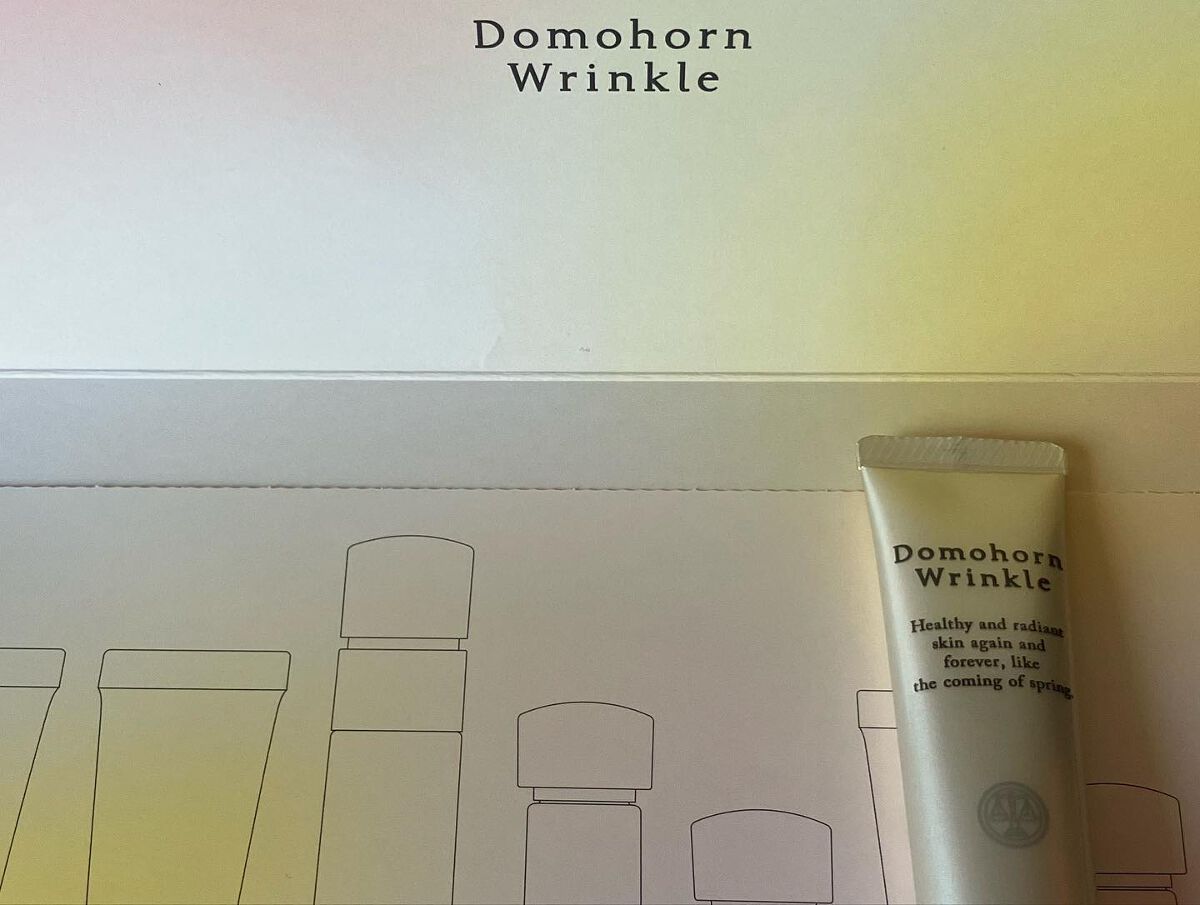 Domohorn
Wrinkle
Domohorn
Wrinkle
Healthy and radiant
skin again and
forever, like
the coming of spring.